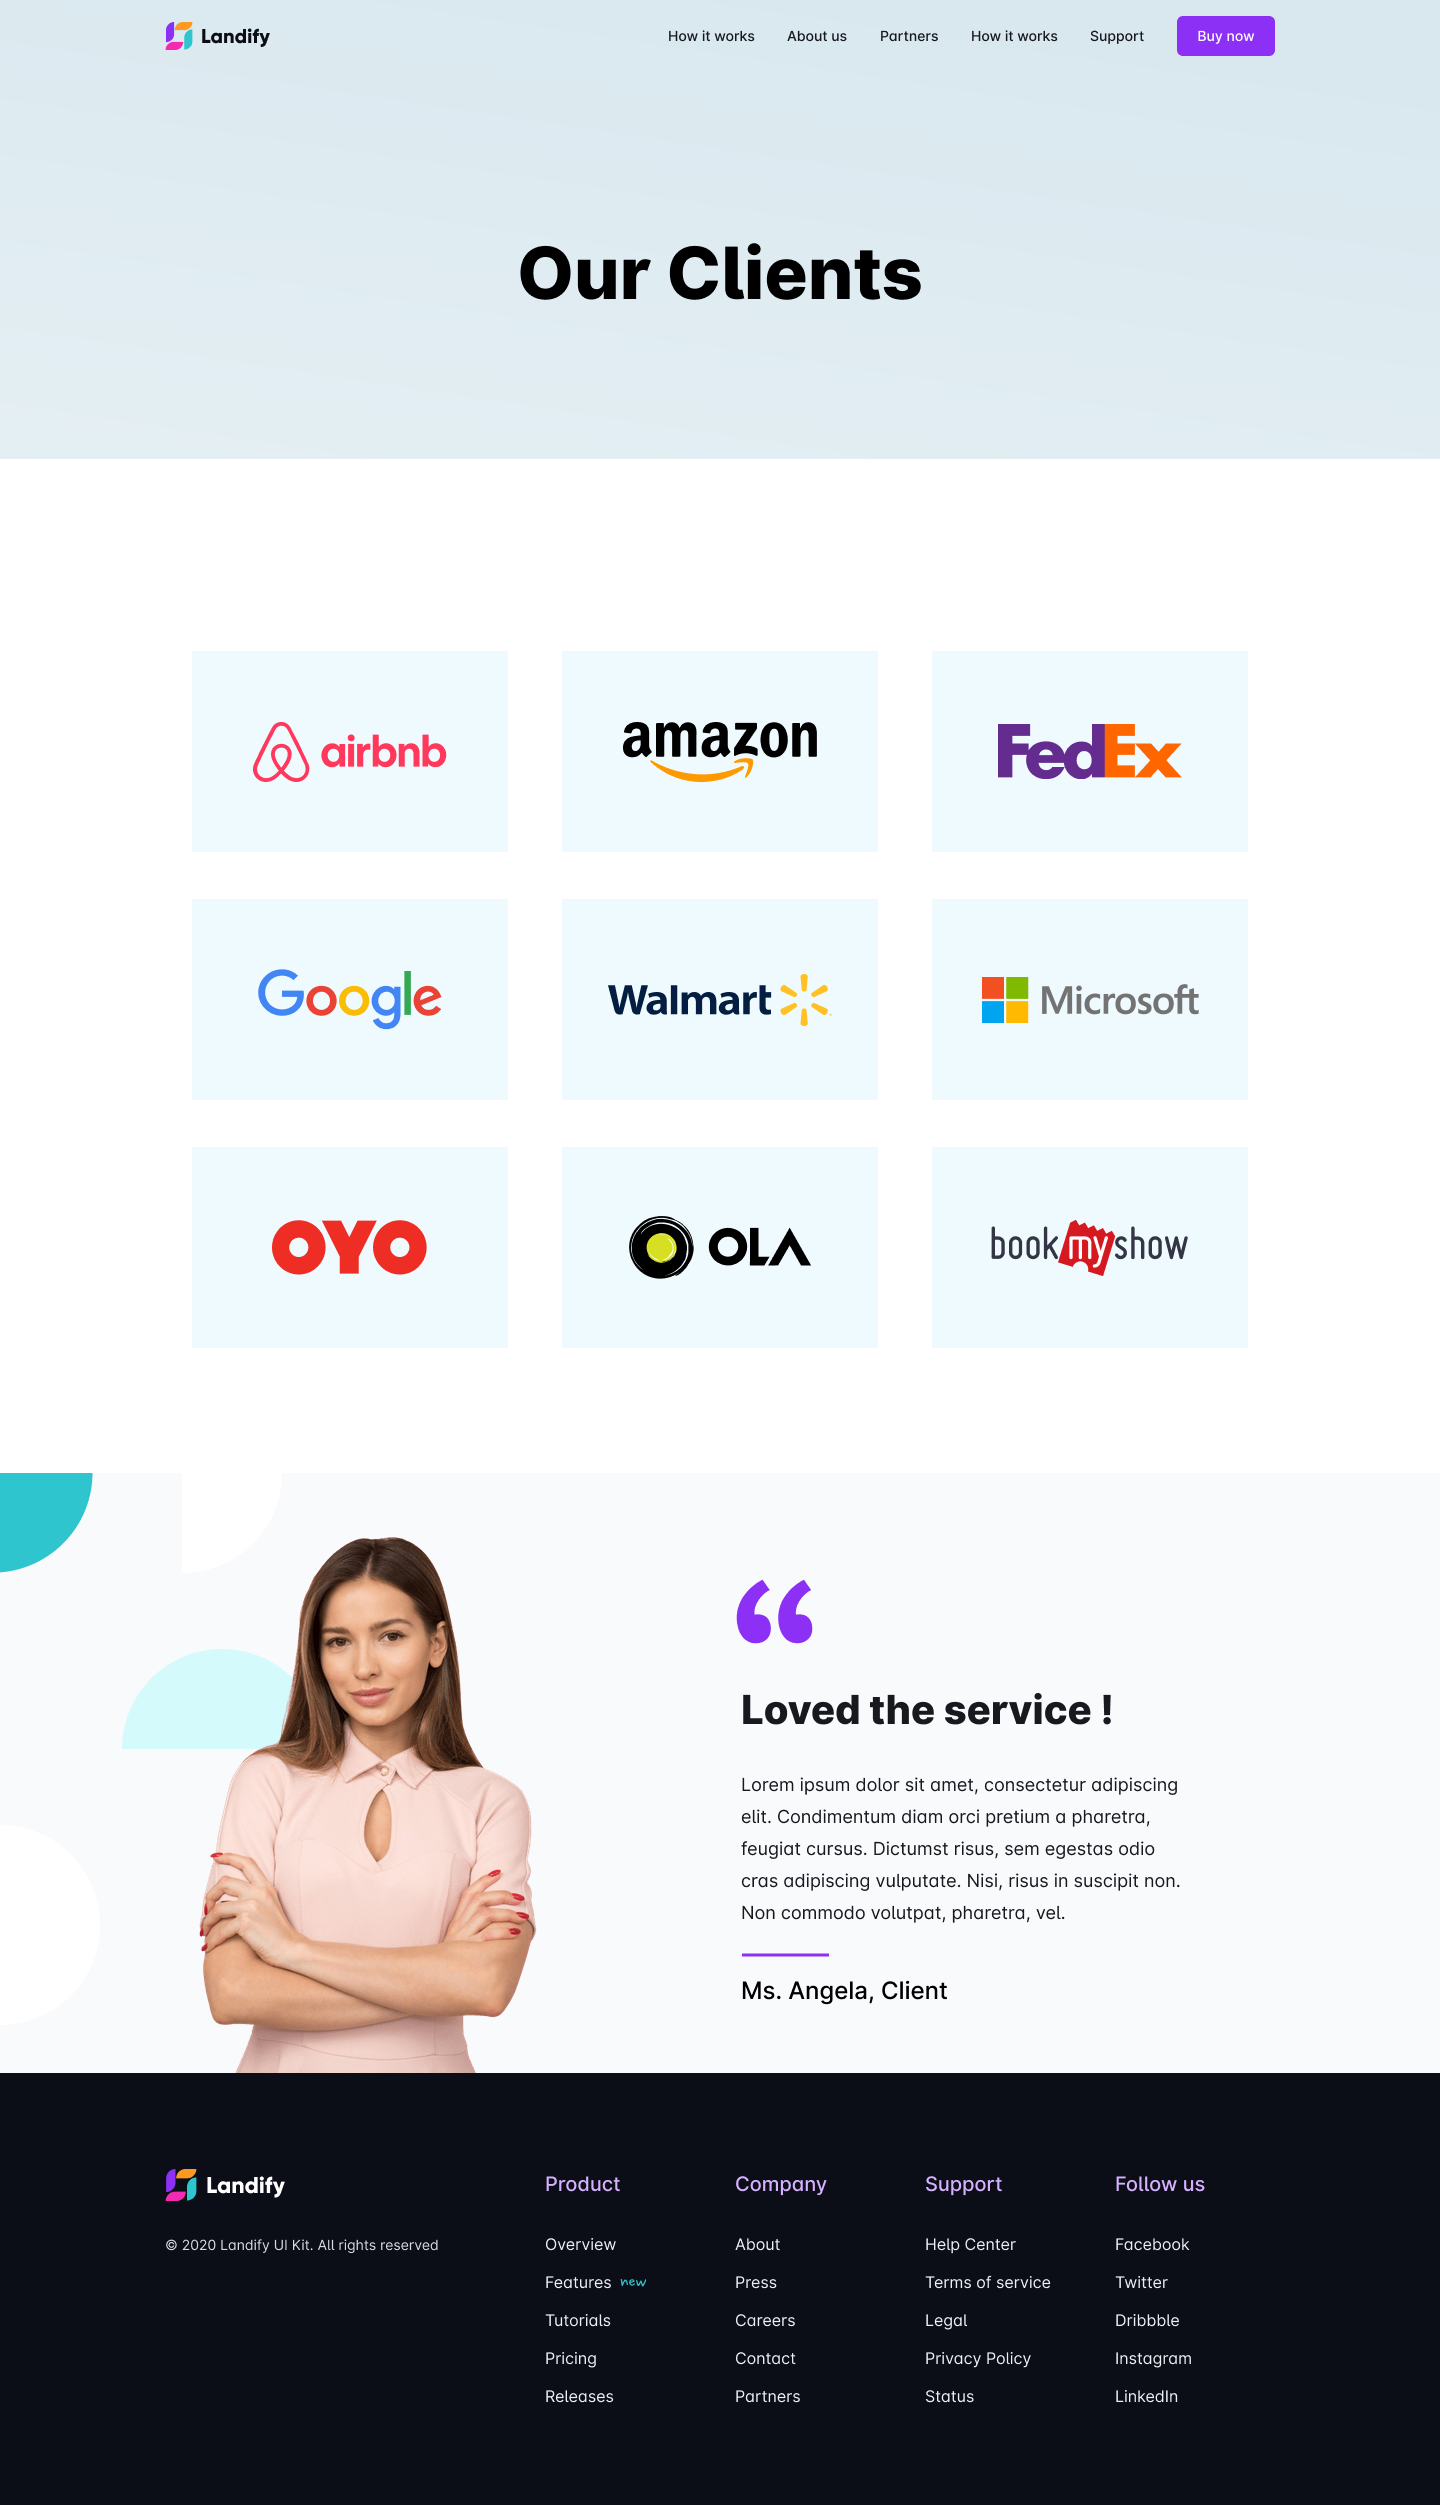 Landify
How it works
About us
Partners
How it works
Support
Buy now
Our Clients
airbnb
amazon
FedEx
Google
Walmart
Microsoft
OYO
OLA
bookmyshow
“
Loved the service !
Lorem ipsum dolor sit amet, consectetur adipiscing
elit. Condimentum diam orci pretium a pharetra,
feugiat cursus. Dictumst risus, sem egestas odio
cras adipiscing vulputate. Nisi, risus in suscipit non.
Non commodo volutpat, pharetra, vel.
Ms. Angela, Client
Landify
© 2020 Landify UI Kit. All rights reserved
Product
Overview
Features new
Tutorials
Pricing
Releases
Company
About
Press
Careers
Contact
Partners
Support
Help Center
Terms of service
Legal
Privacy Policy
Status
Follow us
Facebook
Twitter
Dribbble
Instagram
LinkedIn